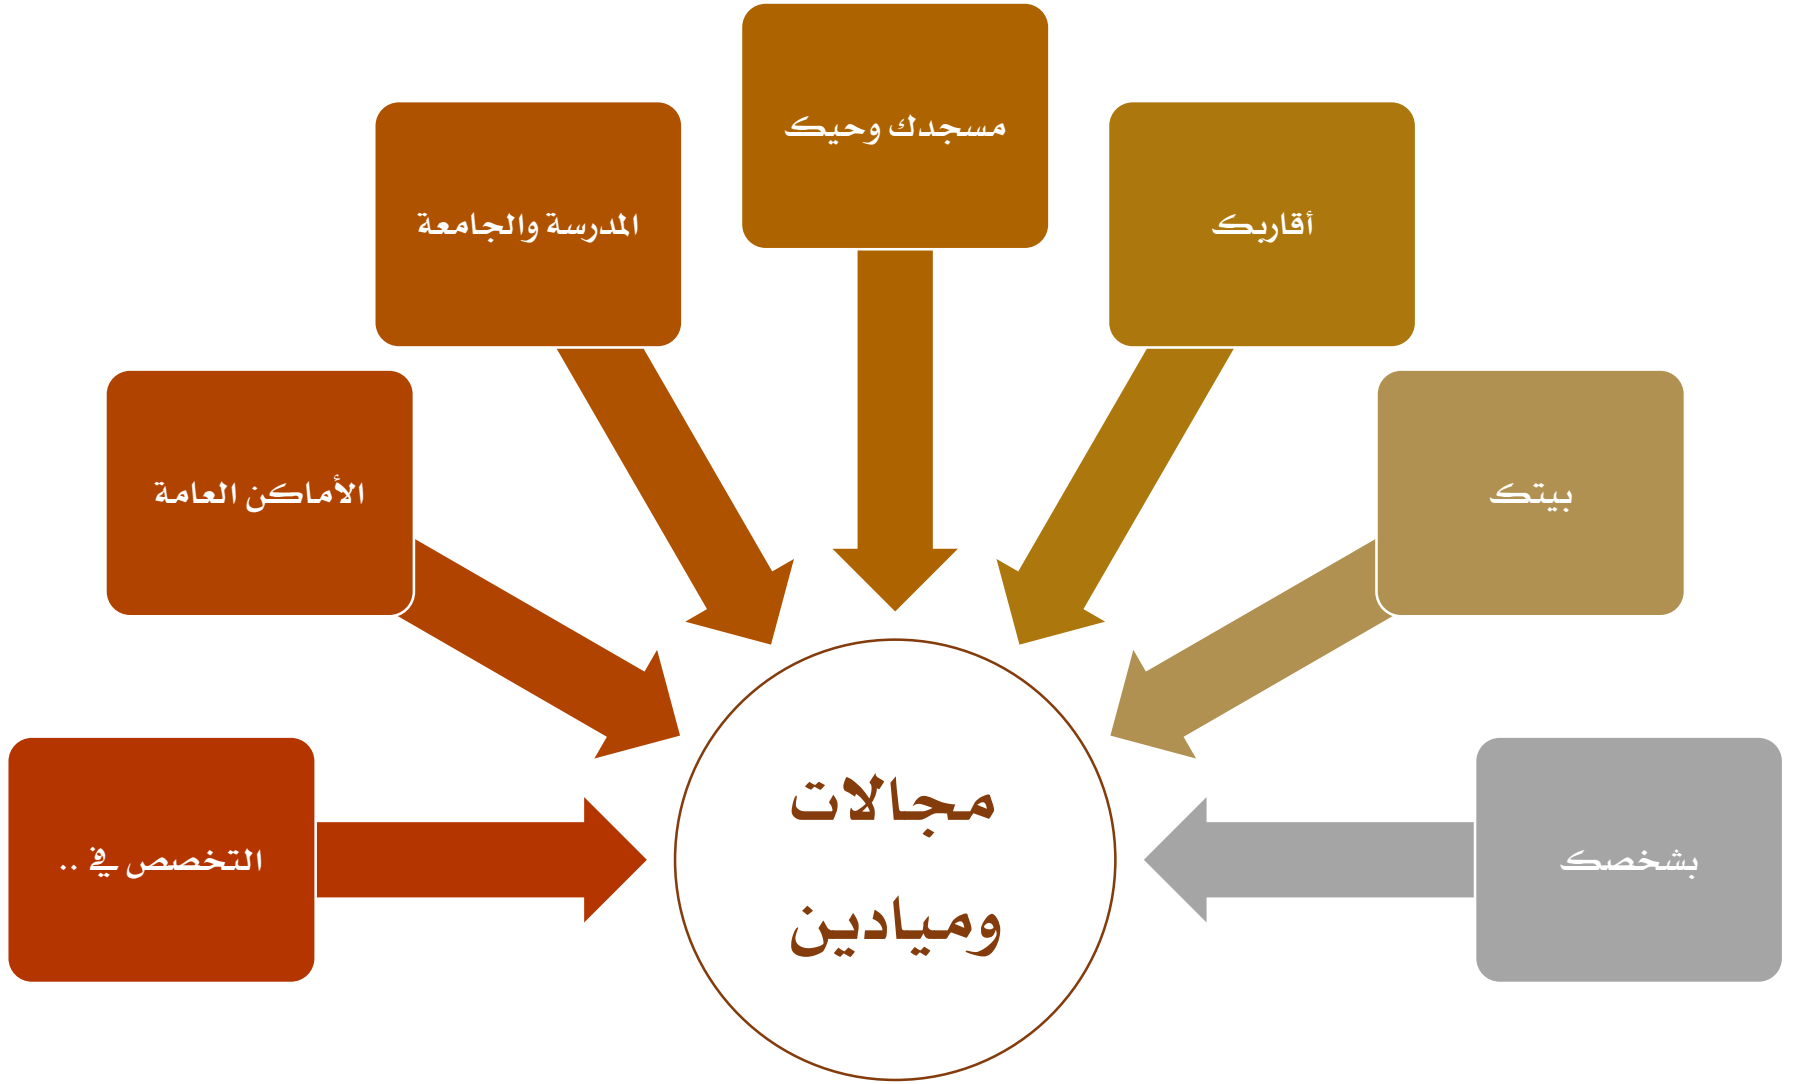 مسجدك وحيك
أقاربك
المدرسة والجامعة
بيتك
الأماكن العامة
بشخصك
التخصص في ..
مجالات
وميادين